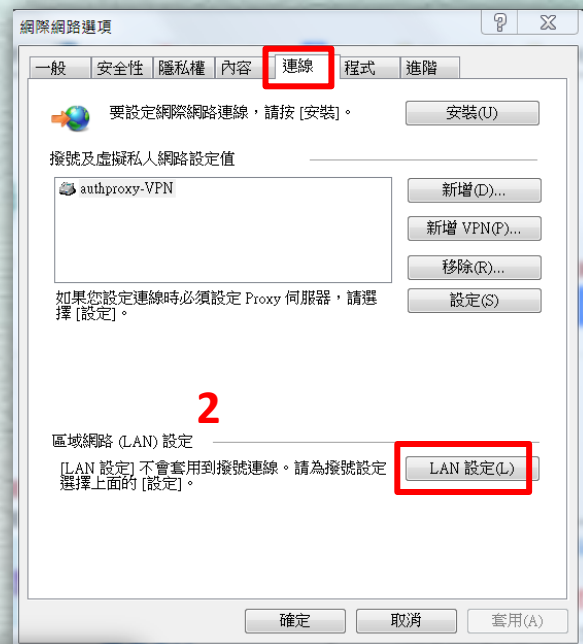 網際網路選項
一般 安全性 隱私權 內容 連線 程式 進階
要設定網際網路連線，請按 [安裝]。
安裝(U)
撥號及虛擬私人網路設定值
authproxy-VPN
新增(D)...
新增 VPN(P)...
移除(R)...
如果您設定連線時必須設定 Proxy 伺服器，請選
擇 [設定]。
設定(S)
2
區域網路 (LAN) 設定
[LAN 設定] 不會套用到撥號連線。請為撥號設定
選擇上面的 [設定]。
LAN 設定(L)
確定 取消 套用(A)